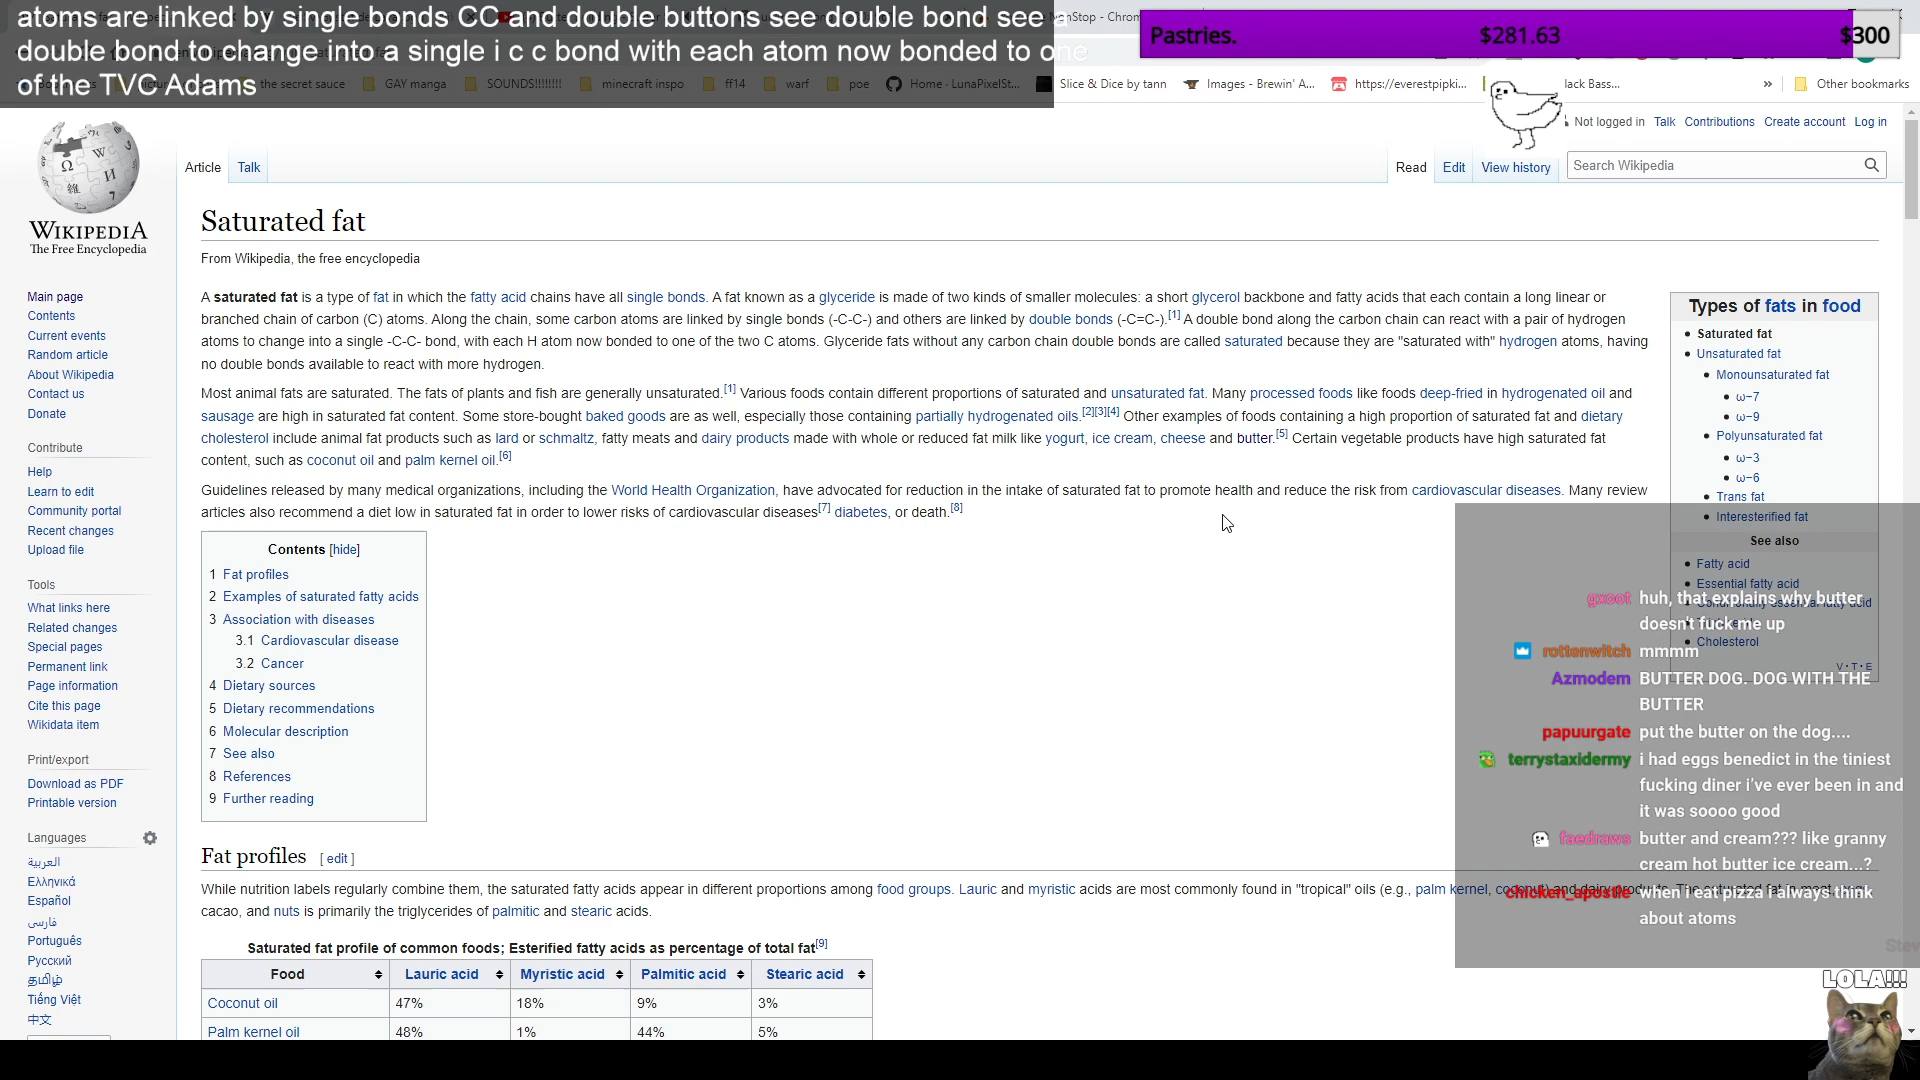 atoms are linked by single bonds CC and double buttons see double bond see a
double bond to change into a single i c c bond with each atom now bonded to one
of the TVC Adams
NonStop - Chrom
Pastries. $281.63 $300
the secret sauce GAY manga SOUNDS!!!!!!!! minecraft inspo ff14 warf poe Home - LunaPixelSt... Slice & Dice by tann Images - Brewin' A... https://everestpipki... lack Bass... » Other bookmarks
Not logged in Talk Contributions Create account Log in
Article Talk Read Edit View history Search Wikipedia
WIKIPEDIA
The Free Encyclopedia
Main page
Contents
Current events
Random article
About Wikipedia
Contact us
Donate
Contribute
Help
Learn to edit
Community portal
Recent changes
Upload file
Tools
What links here
Related changes
Special pages
Permanent link
Page information
Cite this page
Wikidata item
Print/export
Download as PDF
Printable version
Languages
العربية
Ελληνικά
Español
فارسی
Português
Русский
தமிழ்
Tiếng Việt
中文
Saturated fat
From Wikipedia, the free encyclopedia
A saturated fat is a type of fat in which the fatty acid chains have all single bonds. A fat known as a glyceride is made of two kinds of smaller molecules: a short glycerol backbone and fatty acids that each contain a long linear or
branched chain of carbon (C) atoms. Along the chain, some carbon atoms are linked by single bonds (-C-C-) and others are linked by double bonds (-C=C-).[1] A double bond along the carbon chain can react with a pair of hydrogen
atoms to change into a single -C-C- bond, with each H atom now bonded to one of the two C atoms. Glyceride fats without any carbon chain double bonds are called saturated because they are "saturated with" hydrogen atoms, having
no double bonds available to react with more hydrogen.
Most animal fats are saturated. The fats of plants and fish are generally unsaturated.[1] Various foods contain different proportions of saturated and unsaturated fat. Many processed foods like foods deep-fried in hydrogenated oil and
sausage are high in saturated fat content. Some store-bought baked goods are as well, especially those containing partially hydrogenated oils.[2][3][4] Other examples of foods containing a high proportion of saturated fat and dietary
cholesterol include animal fat products such as lard or schmaltz, fatty meats and dairy products made with whole or reduced fat milk like yogurt, ice cream, cheese and butter.[5] Certain vegetable products have high saturated fat
content, such as coconut oil and palm kernel oil.[6]
Guidelines released by many medical organizations, including the World Health Organization, have advocated for reduction in the intake of saturated fat to promote health and reduce the risk from cardiovascular diseases. Many review
articles also recommend a diet low in saturated fat in order to lower risks of cardiovascular diseases[7] diabetes, or death.[8]
Contents [hide]
1 Fat profiles
2 Examples of saturated fatty acids
3 Association with diseases
3.1 Cardiovascular disease
3.2 Cancer
4 Dietary sources
5 Dietary recommendations
6 Molecular description
7 See also
8 References
9 Further reading
Fat profiles [ edit ]
While nutrition labels regularly combine them, the saturated fatty acids appear in different proportions among food groups. Lauric and myristic acids are most commonly found in "tropical" oils (e.g., palm kernel, coconut) and dairy products. The saturated fat in meat,
cacao, and nuts is primarily the triglycerides of palmitic and stearic acids.
Saturated fat profile of common foods; Esterified fatty acids as percentage of total fat[9]
Food Lauric acid Myristic acid Palmitic acid Stearic acid
Coconut oil 47% 18% 9% 3%
Palm kernel oil 48% 1% 44% 5%
Types of fats in food
Saturated fat
Unsaturated fat
Monounsaturated fat
ω−7
ω−9
Polyunsaturated fat
ω−3
ω−6
Trans fat
Interesterified fat
See also
Fatty acid
Essential fatty acid
Conditionally essential fatty acid
Cholesterol
V·T·E
gxoot huh, that explains why butter
doesn't fuck me up
rottenwitch mmmm
Azmodem BUTTER DOG. DOG WITH THE
BUTTER
papuurgate put the butter on the dog....
terrystaxidermy i had eggs benedict in the tiniest
fucking diner i've ever been in and
it was soooo good
faedraws butter and cream??? like granny
cream hot butter ice cream...?
chicken_apostle when i eat pizza i always think
about atoms
Stev
LOLA!!!